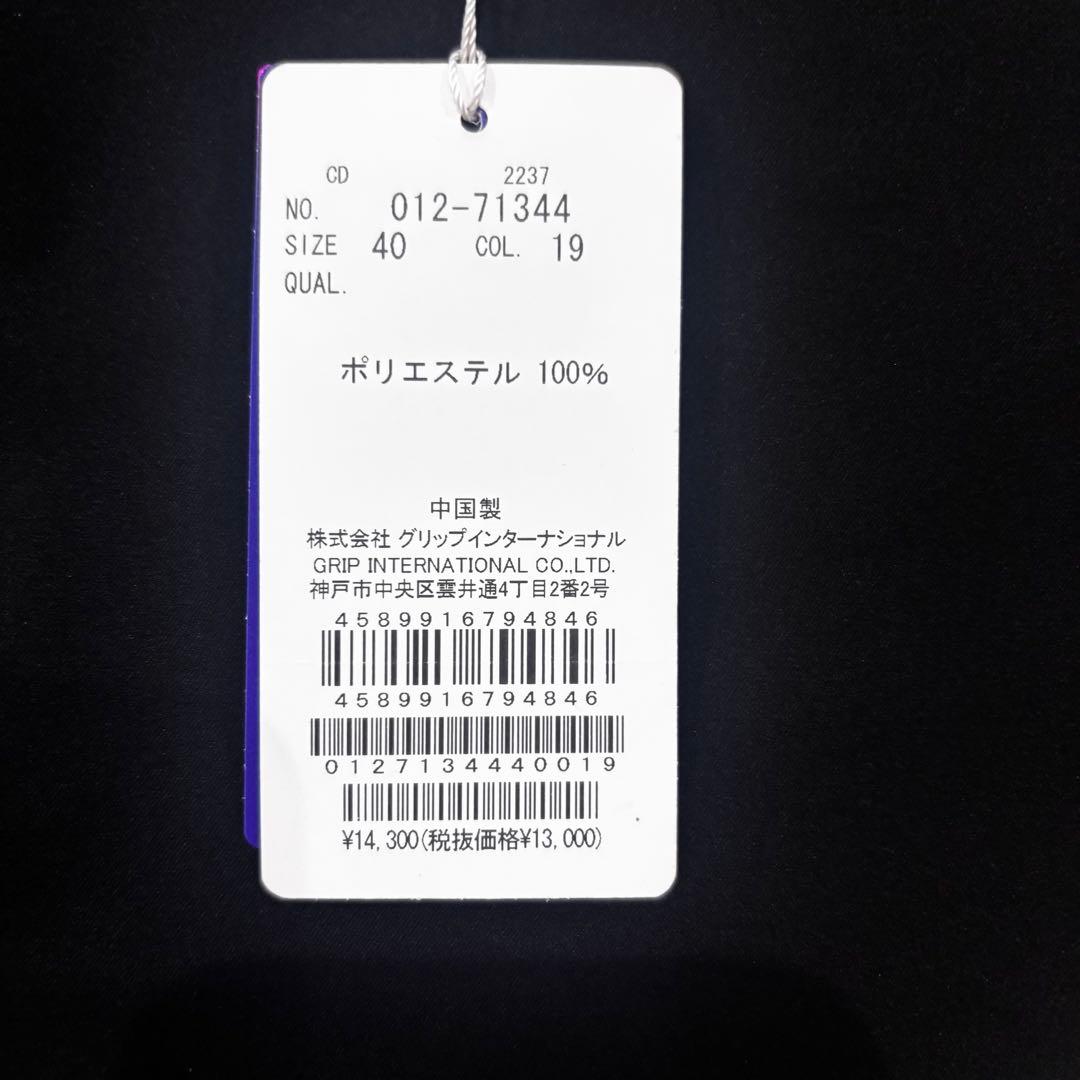 CD 2237
NO. 012-71344
SIZE 40 COL. 19
QUAL.
ポリエステル 100%
中国製
株式会社 グリップインターナショナル
GRIP INTERNATIONAL CO.,LTD.
神戸市中央区雲井通4丁目2番2号
4589916794846
4589916794846
0127134440019
¥14,300(税抜価格¥13,000)